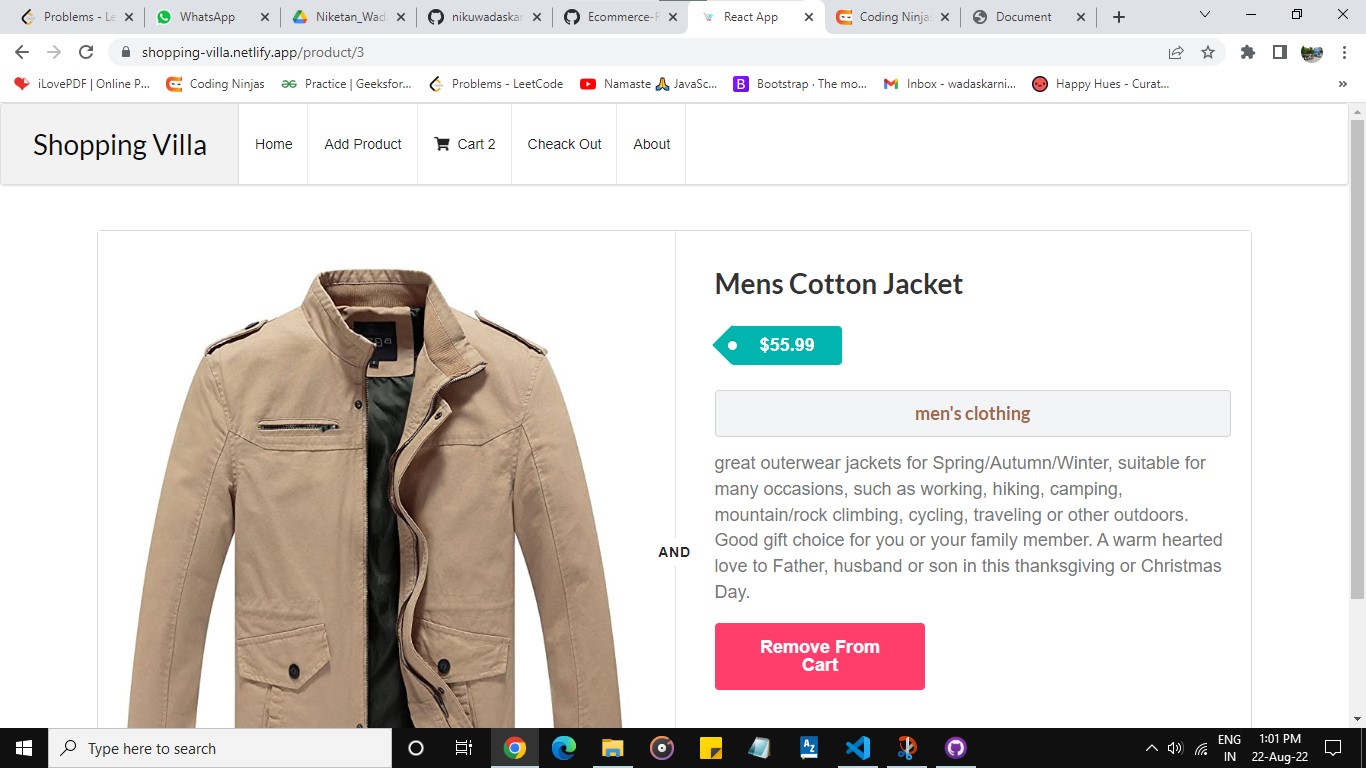 Problems - Le
WhatsApp
Niketan_Wada
nikuwadaskar
Ecommerce-F
React App
Coding Ninjas
Document
shopping-villa.netlify.app/product/3
iLovePDF | Online P...
Coding Ninjas
Practice | Geeksfor...
Problems - LeetCode
Namaste 🙏 JavaSc...
Bootstrap · The mo...
Inbox - wadaskarni...
Happy Hues - Curat...
»
Shopping Villa
Home
Add Product
Cart 2
Cheack Out
About
Mens Cotton Jacket
$55.99
men's clothing
great outerwear jackets for Spring/Autumn/Winter, suitable for
many occasions, such as working, hiking, camping,
mountain/rock climbing, cycling, traveling or other outdoors.
Good gift choice for you or your family member. A warm hearted
love to Father, husband or son in this thanksgiving or Christmas
Day.
AND
Remove From
Cart
Type here to search
ENG
IN
1:01 PM
22-Aug-22